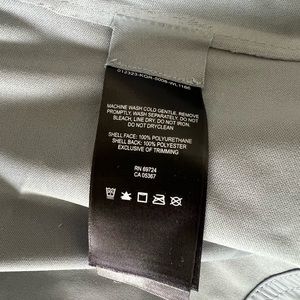 MACHINE WASH COLD GENTLE. REMOVE
PROMPTLY, WASH SEPARATELY. DO NOT
BLEACH, LINE DRY, DO NOT IRON.
DO NOT DRYCLEAN
SHELL FACE: 100% POLYURETHANE
SHELL BACK: 100% POLYESTER
EXCLUSIVE OF TRIMMING
RN 69724
CA 05367